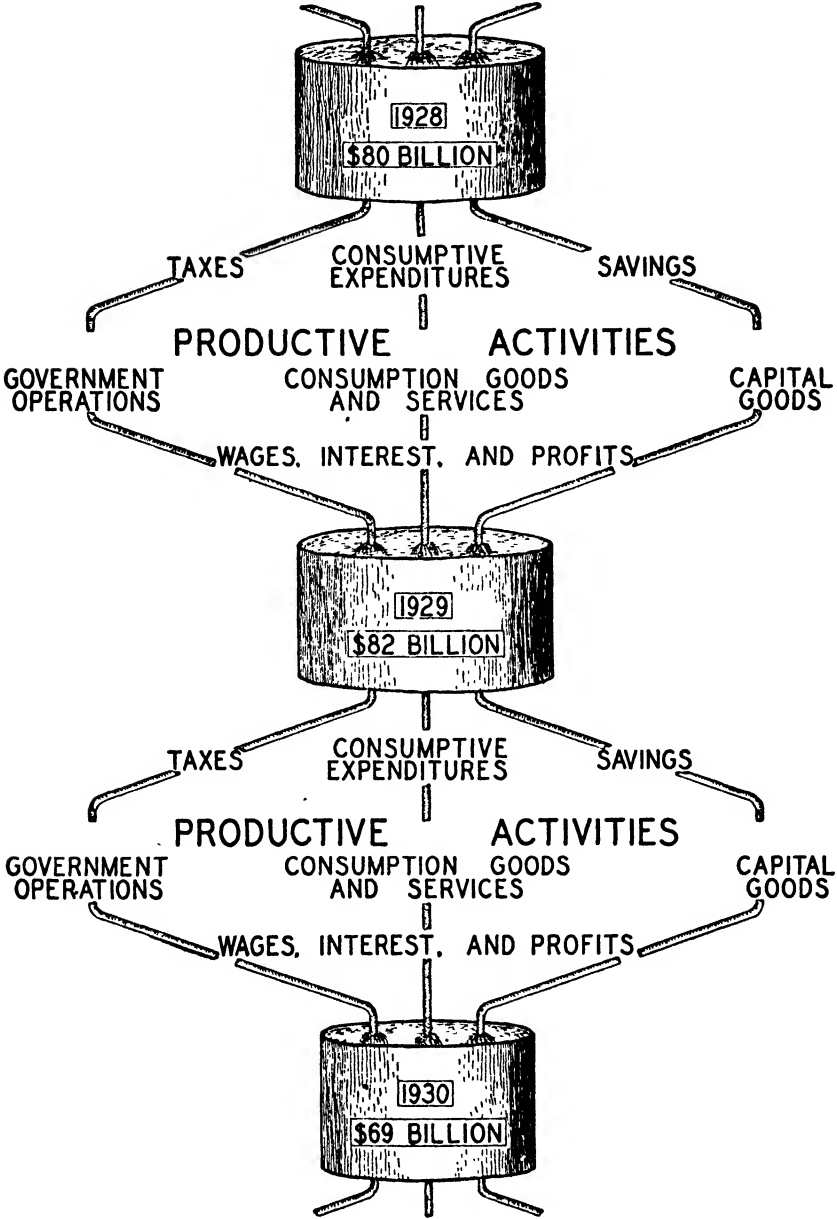 1928
$80 BILLION
TAXES
CONSUMPTIVE
EXPENDITURES
SAVINGS
PRODUCTIVE ACTIVITIES
GOVERNMENT
OPERATIONS
CONSUMPTION GOODS
AND SERVICES
CAPITAL
GOODS
WAGES, INTEREST, AND PROFITS
1929
$82 BILLION
TAXES
CONSUMPTIVE
EXPENDITURES
SAVINGS
PRODUCTIVE ACTIVITIES
GOVERNMENT
OPERATIONS
CONSUMPTION GOODS
AND SERVICES
CAPITAL
GOODS
WAGES, INTEREST, AND PROFITS
1930
$69 BILLION